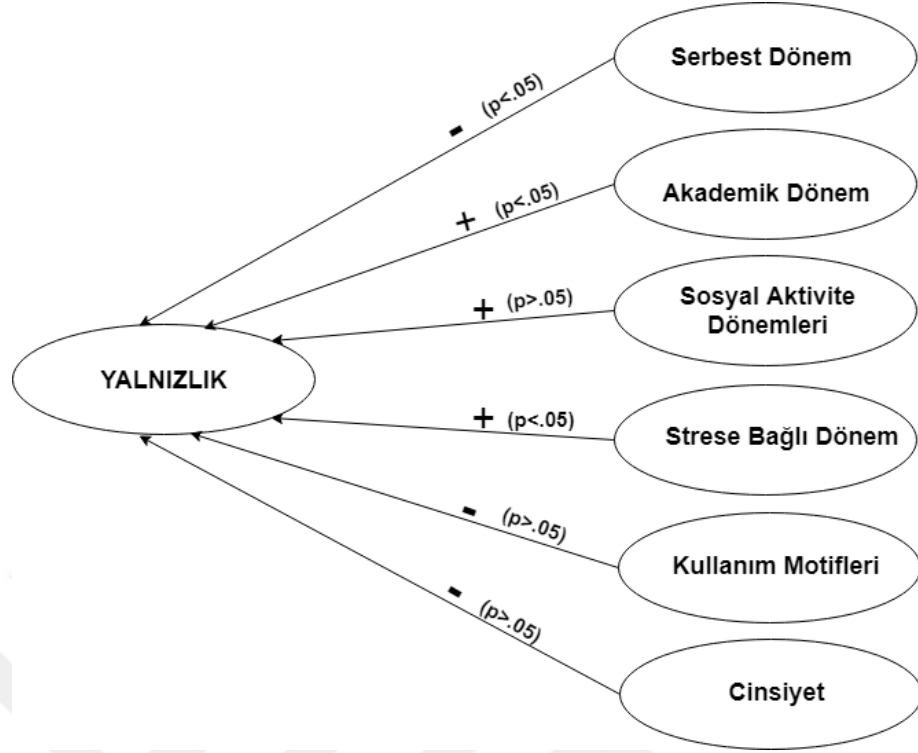 Serbest Dönem
- (p<.05)
Akademik Dönem
+ (p<.05)
Sosyal Aktivite
Dönemleri
+ (p>.05)
YALNIZLIK
Strese Bağlı Dönem
+ (p<.05)
Kullanım Motifleri
- (p>.05)
Cinsiyet
- (p>.05)